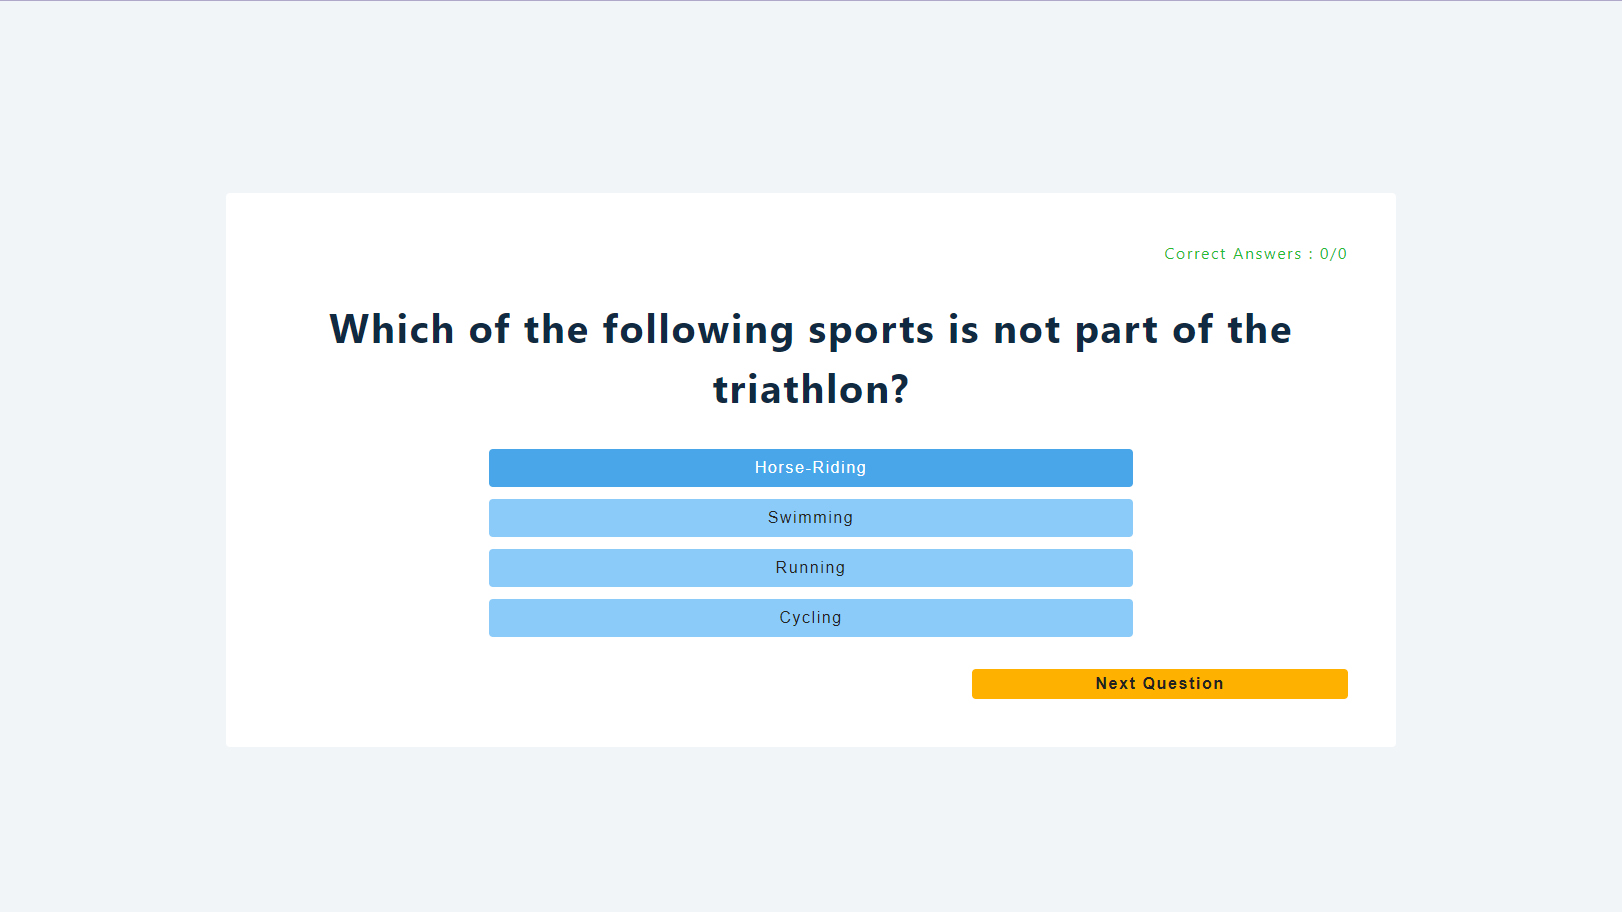 Correct Answers : 0/0
Which of the following sports is not part of the
triathlon?
Horse-Riding
Swimming
Running
Cycling
Next Question